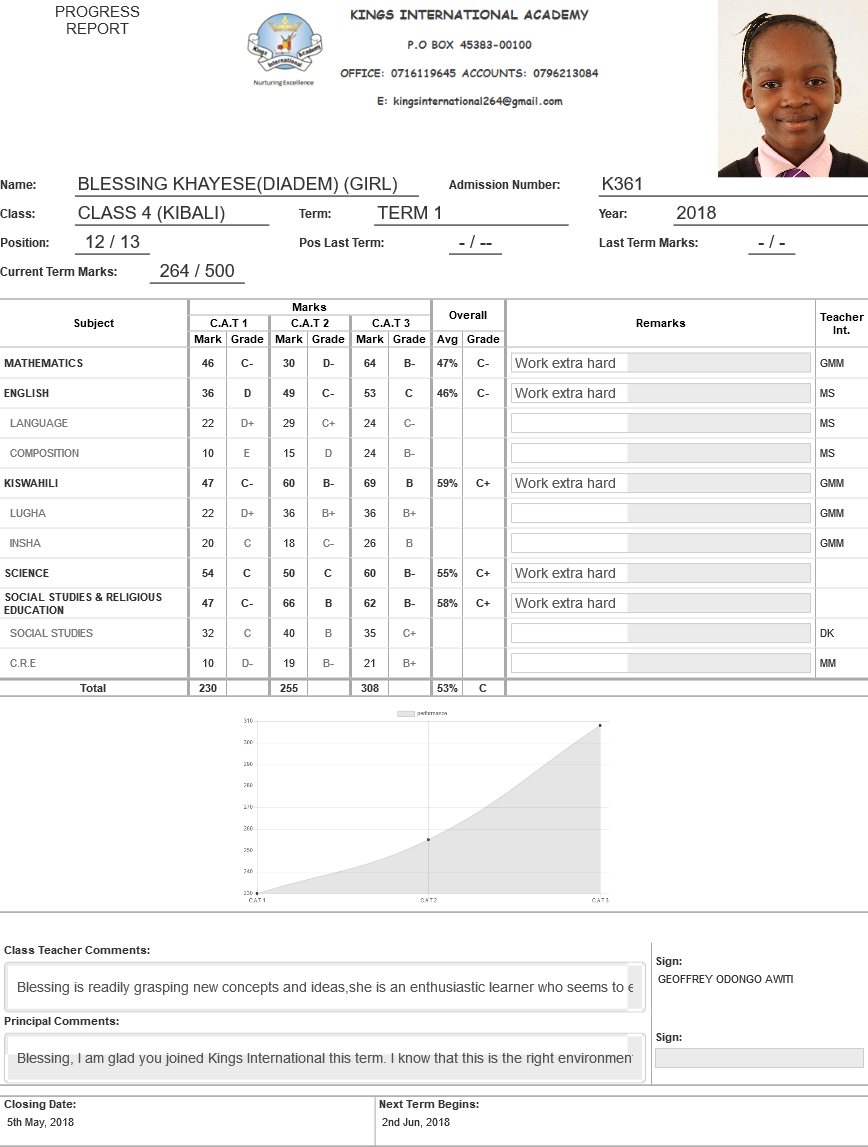 PROGRESS
REPORT
Kings International Academy
Nurturing Excellence
KINGS INTERNATIONAL ACADEMY
P.O BOX 45383-00100
OFFICE: 0716119645 ACCOUNTS: 0796213084
E: kingsinternational264@gmail.com
Name: BLESSING KHAYESE(DIADEM) (GIRL) Admission Number: K361
Class: CLASS 4 (KIBALI) Term: TERM 1 Year: 2018
Position: 12 / 13 Pos Last Term: - / -- Last Term Marks: - / -
Current Term Marks: 264 / 500
Subject Marks Overall Remarks Teacher Int.
C.A.T 1 C.A.T 2 C.A.T 3
Mark Grade Mark Grade Mark Grade Avg Grade
MATHEMATICS 46 C- 30 D- 64 B- 47% C- Work extra hard GMM
ENGLISH 36 D 49 C- 53 C 46% C- Work extra hard MS
LANGUAGE 22 D+ 29 C+ 24 C- MS
COMPOSITION 10 E 15 D 24 B- MS
KISWAHILI 47 C- 60 B- 69 B 59% C+ Work extra hard GMM
LUGHA 22 D+ 36 B+ 36 B+ GMM
INSHA 20 C 18 C- 26 B GMM
SCIENCE 54 C 50 C 60 B- 55% C+ Work extra hard
SOCIAL STUDIES & RELIGIOUS
EDUCATION 47 C- 66 B 62 B- 58% C+ Work extra hard
SOCIAL STUDIES 32 C 40 B 35 C+ DK
C.R.E 10 D- 19 B- 21 B+ MM
Total 230 255 308 53% C
performance
310
300
290
280
270
260
250
240
230
CAT1 CAT2 CAT3
Class Teacher Comments:
Blessing is readily grasping new concepts and ideas,she is an enthusiastic learner who seems to
Sign:
GEOFFREY ODONGO AWITI
Principal Comments:
Blessing, I am glad you joined Kings International this term. I know that this is the right environmen
Sign:
Closing Date: Next Term Begins:
5th May, 2018 2nd Jun, 2018